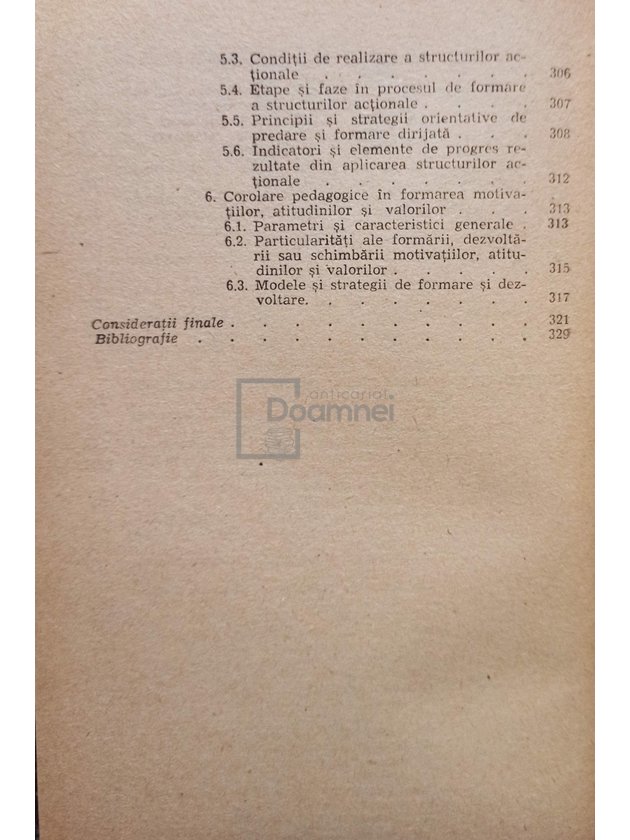 5.3. Condiții de realizare a structurilor ac-
ționale . . . . . . . 306
5.4. Etape și faze în procesul de formare
a structurilor acționale . . . . 307
5.5. Principii și strategii orientative de
predare și formare dirijată . . . 308
5.6. Indicatori și elemente de progres re-
zultate din aplicarea structurilor ac-
ționale . . . . . . . 312
6. Corolare pedagogice în formarea motiva-
țiilor, atitudinilor și valorilor . . . 313
6.1. Parametri și caracteristici generale . 313
6.2. Particularități ale formării, dezvoltă-
rii sau schimbării motivațiilor, atitu-
dinilor și valorilor . . . . . 315
6.3. Modele și strategii de formare și dez-
voltare. . . . . . . . 317
Considerații finale . . . . . . . . . . 321
Bibliografie . . . . . . . . . . . 329
anticariat
Doamnei